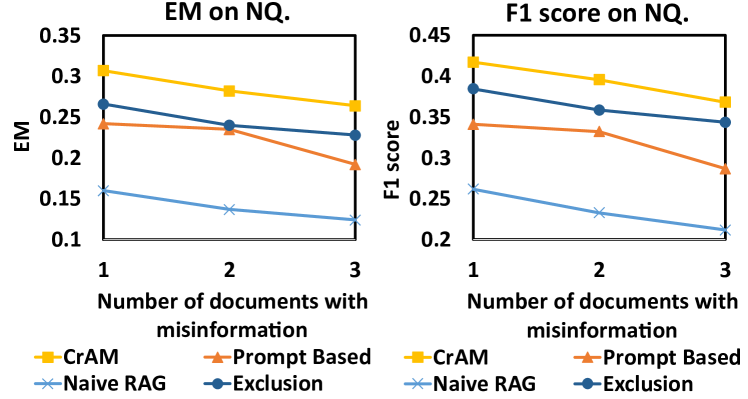 EM on NQ.
0.35
0.3
0.25
0.2
0.15
0.1
EM
1 2 3
Number of documents with
misinformation
CrAM Prompt Based
Naive RAG Exclusion
F1 score on NQ.
0.45
0.4
0.35
0.3
0.25
0.2
F1 score
1 2 3
Number of documents with
misinformation
CrAM Prompt Based
Naive RAG Exclusion